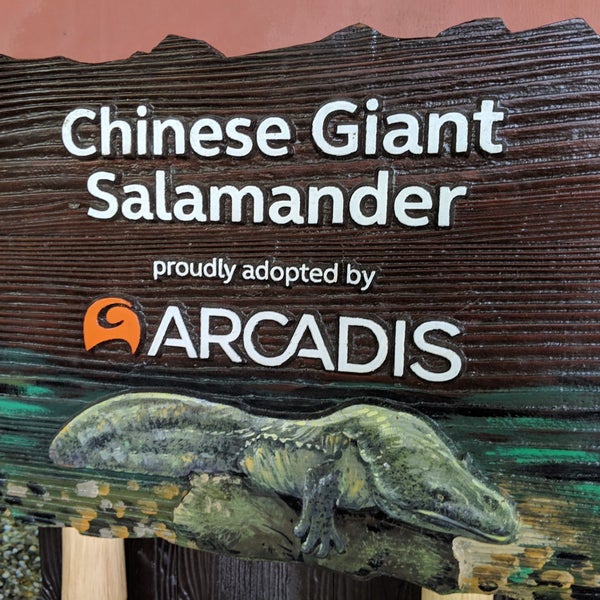 Chinese Giant
Salamander
proudly adopted by
ARCADIS